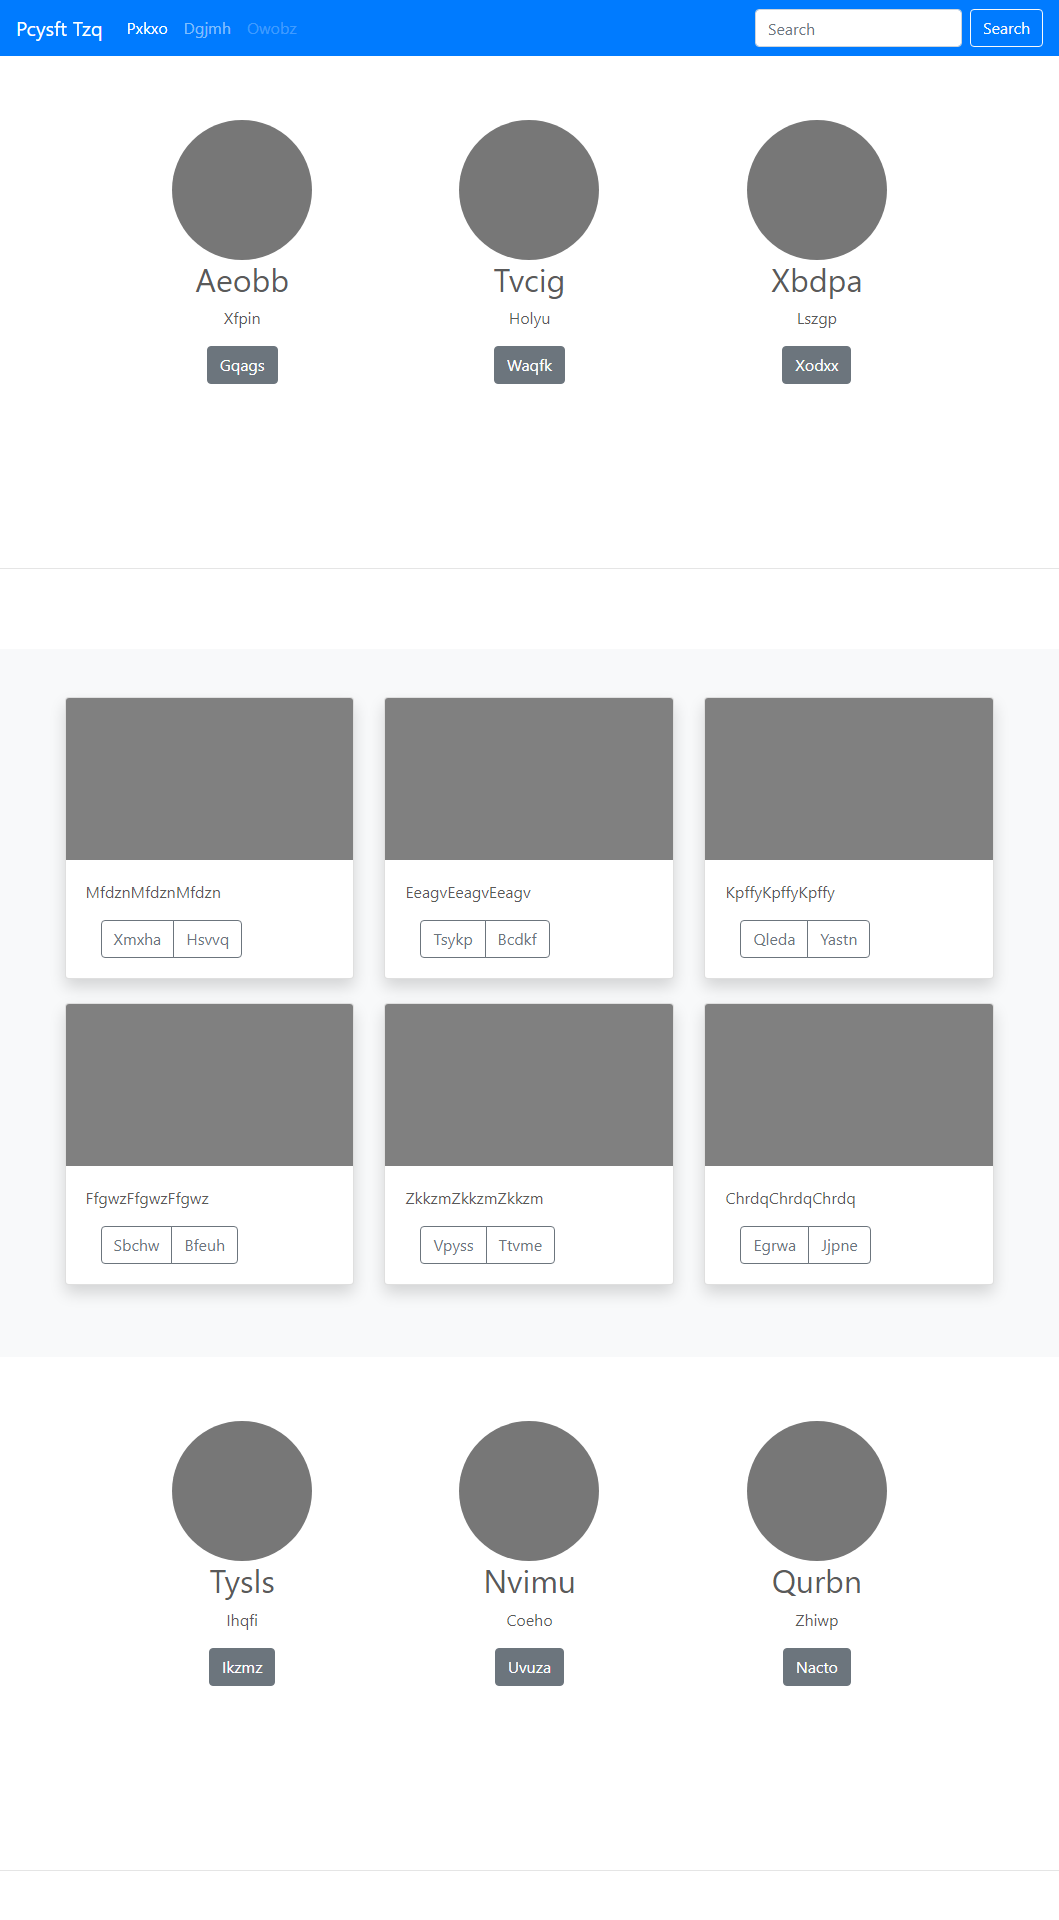 Pcysft Tzq Pxkxo Dgjmh Owobz Search Search
Aeobb Tvcig Xbdpa
Xfpin Holyu Lszgp
Gqags Waqfk Xodxx
MfdznMfdznMfdzn EeagvEeagvEeagv KpffyKpffyKpffy
Xmxha Hsvvq Tsykp Bcdkf Qleda Yastn
FfgwzFfgwzFfgwz ZkkzmZkkzmZkkzm ChrdqChrdqChrdq
Sbchw Bfeuh Vpyss Ttvme Egrwa Jjpne
Tysls Nvimu Qurbn
Ihqfi Coeho Zhiwp
Ikzmz Uvuza Nacto